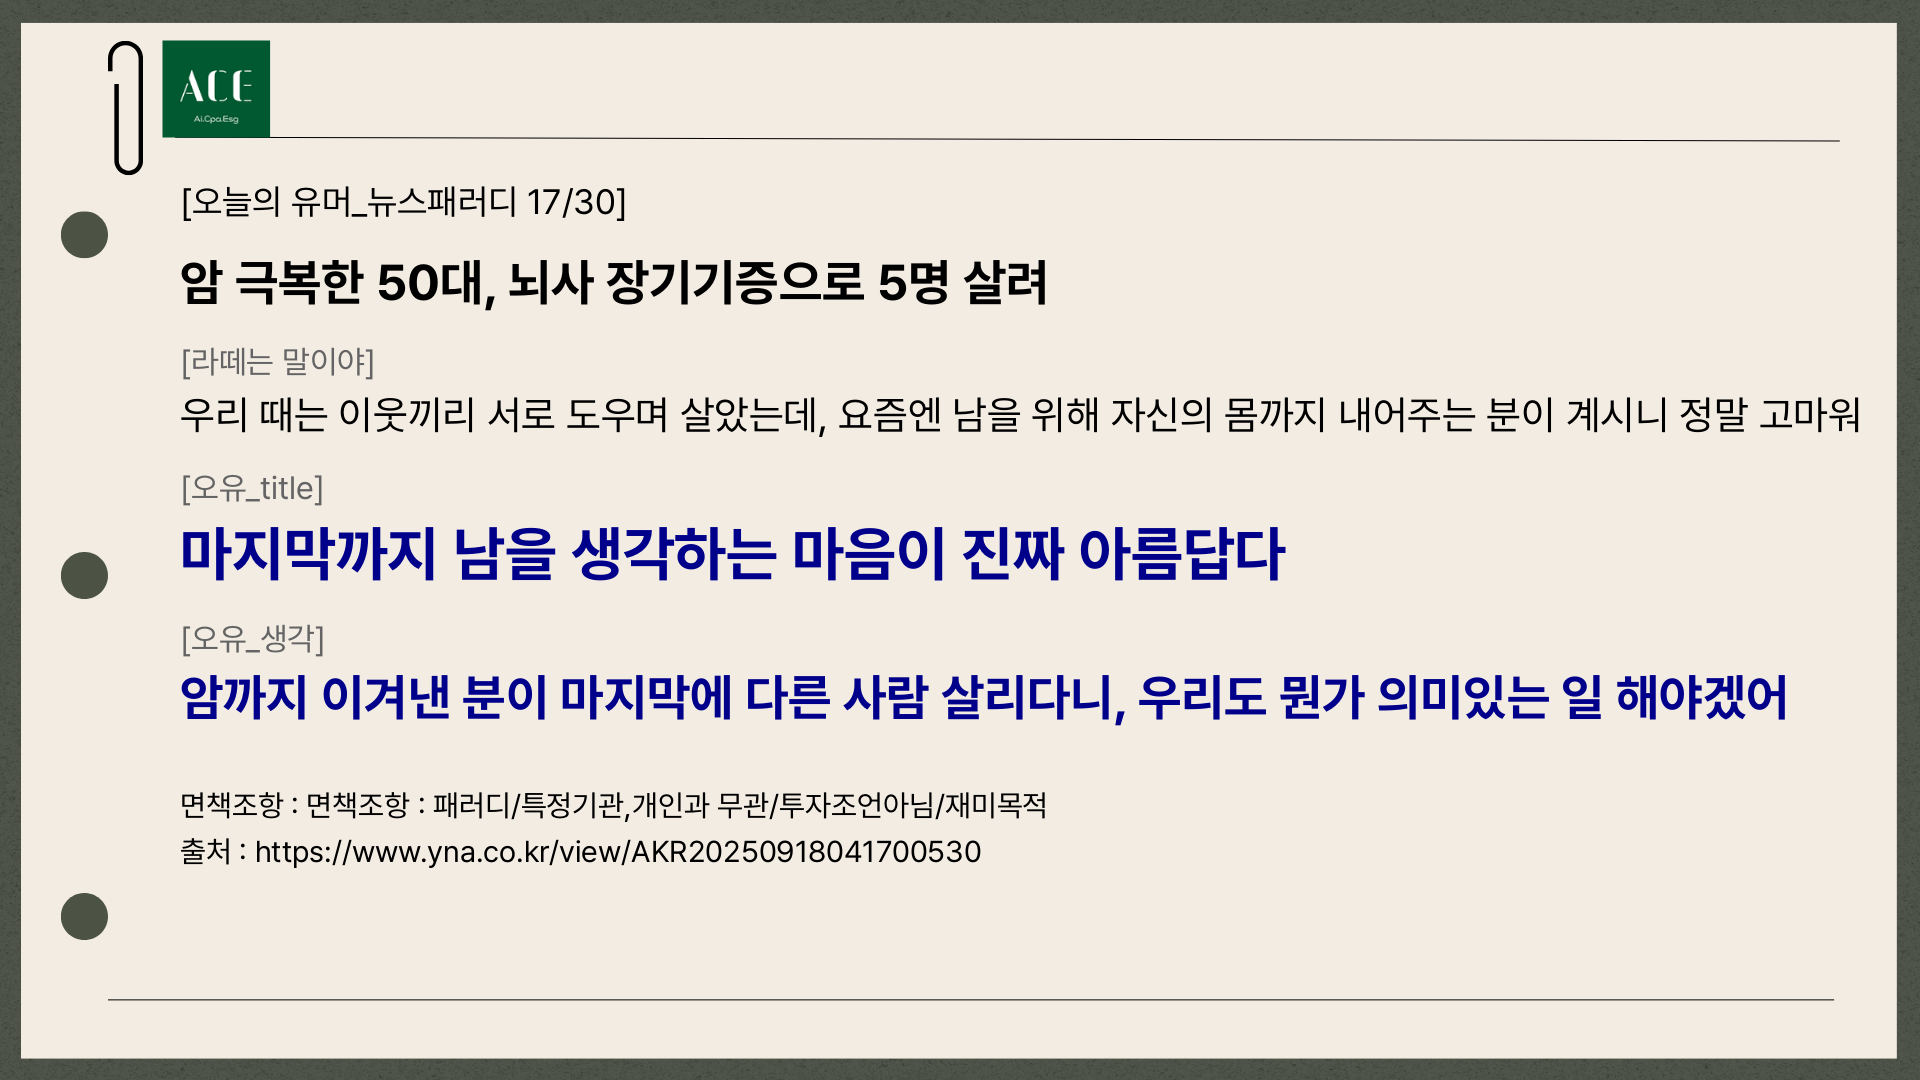 ACE
Ai.Cpa.Esg
[오늘의 유머_뉴스패러디 17/30]
암 극복한 50대, 뇌사 장기기증으로 5명 살려
[라떼는 말이야]
우리 때는 이웃끼리 서로 도우며 살았는데, 요즘엔 남을 위해 자신의 몸까지 내어주는 분이 계시니 정말 고마워
[오유_title]
마지막까지 남을 생각하는 마음이 진짜 아름답다
[오유_생각]
암까지 이겨낸 분이 마지막에 다른 사람 살리다니, 우리도 뭔가 의미있는 일 해야겠어
면책조항 : 면책조항 : 패러디/특정기관,개인과 무관/투자조언아님/재미목적
출처 : https://www.yna.co.kr/view/AKR20250918041700530